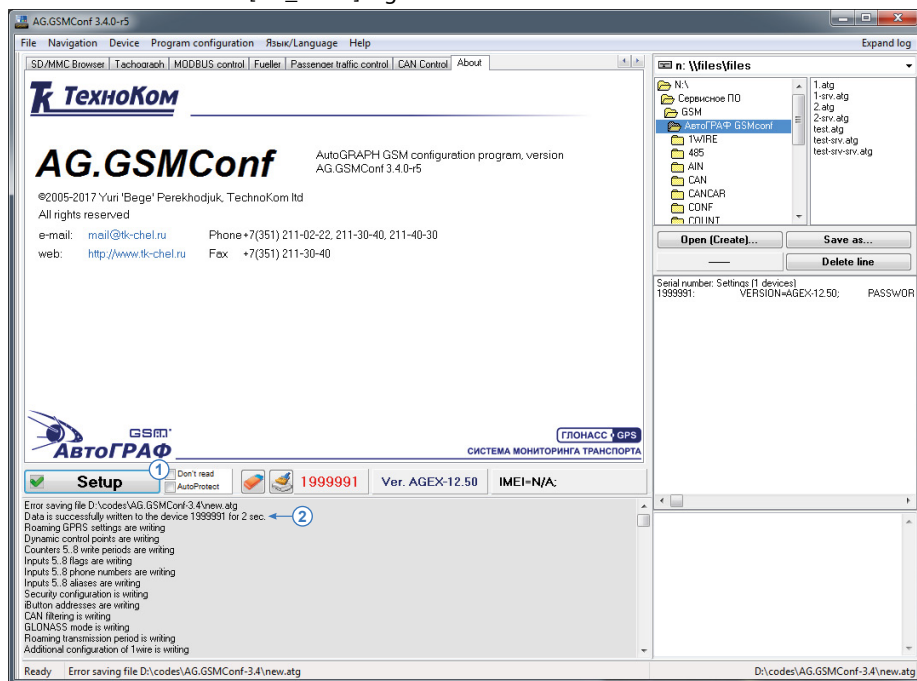 AG.GSMConf 3.4.0-r5
File Navigation Device Program configuration Язык/Language Help Expand log
SD/MMC Browser Tachograph MODBUS control Fueller Passenger traffic control CAN Control About
ТехноКом
AG.GSMConf
AutoGRAPH GSM configuration program, version
AG.GSMConf 3.4.0-r5
©2005-2017 Yuri 'Bege' Perekhodjuk, TechnoKom ltd
All rights reserved
e-mail: mail@tk-chel.ru Phone +7(351) 211-02-22, 211-30-40, 211-40-30
web: http://www.tk-chel.ru Fax +7(351) 211-30-40
GSM
АвтоГРАФ
ГЛОНАСС GPS
СИСТЕМА МОНИТОРИНГА ТРАНСПОРТА
n: \\files\files
N:\
Сервисное ПО
GSM
АвтоГРАФ GSMconf
1WIRE
485
AIN
CAN
CANCAR
CONF
COUNT
1.atg
1-srv.atg
2.atg
2-srv.atg
test.atg
test-srv.atg
test-srv-srv.atg
Open (Create)... Save as...
Delete line
Serial number: Settings (1 devices)
1999991: VERSION=AGEX-12.50; PASSWOR
1
Setup
Don't read
AutoProtect
1999991 Ver. AGEX-12.50 IMEI=N/A;
Error saving file D:\codes\AG.GSMConf-3.4\new.atg
Data is successfully written to the device 1999991 for 2 sec. 2
Roaming GPRS settings are writing
Dynamic control points are writing
Counters 5..8 write periods are writing
Inputs 5..8 flags are writing
Inputs 5..8 phone numbers are writing
Inputs 5..8 aliases are writing
Security configuration is writing
iButton addresses are writing
CAN filtering is writing
GLONASS mode is writing
Roaming transmission period is writing
Additional configuration of 1wire is writing
Ready Error saving file D:\codes\AG.GSMConf-3.4\new.atg D:\codes\AG.GSMConf-3.4\new.atg